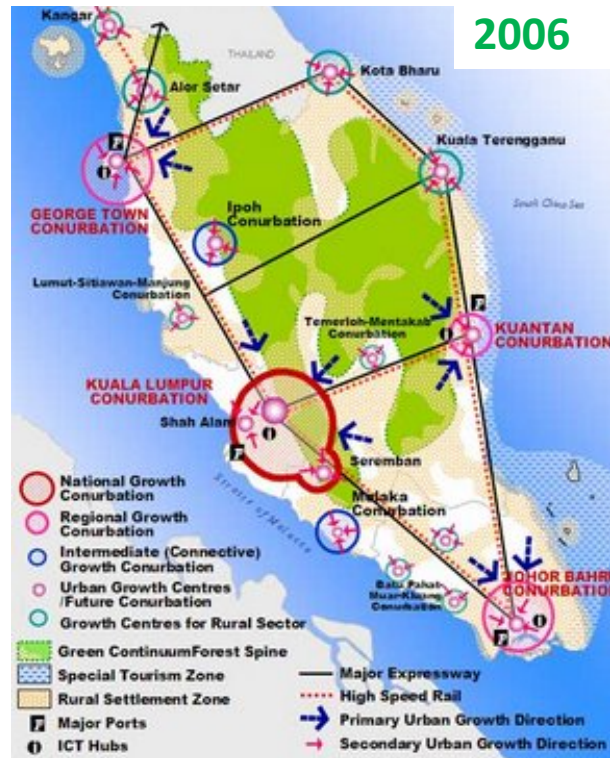 2006
Kangar
THAILAND
Kota Bharu
Alor Setar
Kuala Terengganu
GEORGE TOWN
CONURBATION
Ipoh
Conurbation
South China Sea
Lumut-Sitiawan-Manjung
Conurbation
Temerloh-Mentakab
Conurbation
KUANTAN
CONURBATION
KUALA LUMPUR
CONURBATION
Shah Alam
Seremban
Straits of Malacca
Melaka
Conurbation
Batu Pahat-
Muar-Kluang
Conurbation
JOHOR BAHRU
CONURBATION
National Growth
Conurbation
Regional Growth
Conurbation
Intermediate (Connective)
Growth Conurbation
Urban Growth Centres
/Future Conurbation
Growth Centres for Rural Sector
Green ContinuumForest Spine
Special Tourism Zone
Rural Settlement Zone
Major Ports
ICT Hubs
Major Expressway
High Speed Rail
Primary Urban Growth Direction
Secondary Urban Growth Direction